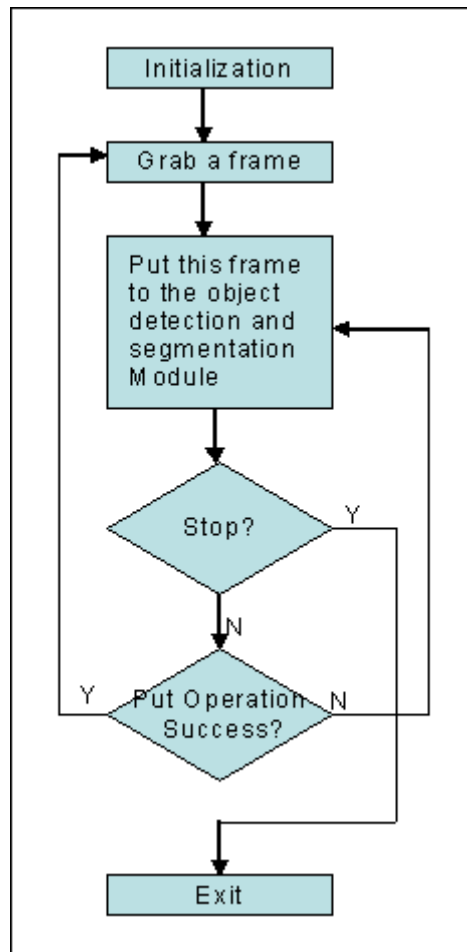 Initialization
Grab a frame
Put this frame
to the object
detection and
segmentation
Module
Stop?
Y
N
Y
Put Operation
N
Success?
Exit